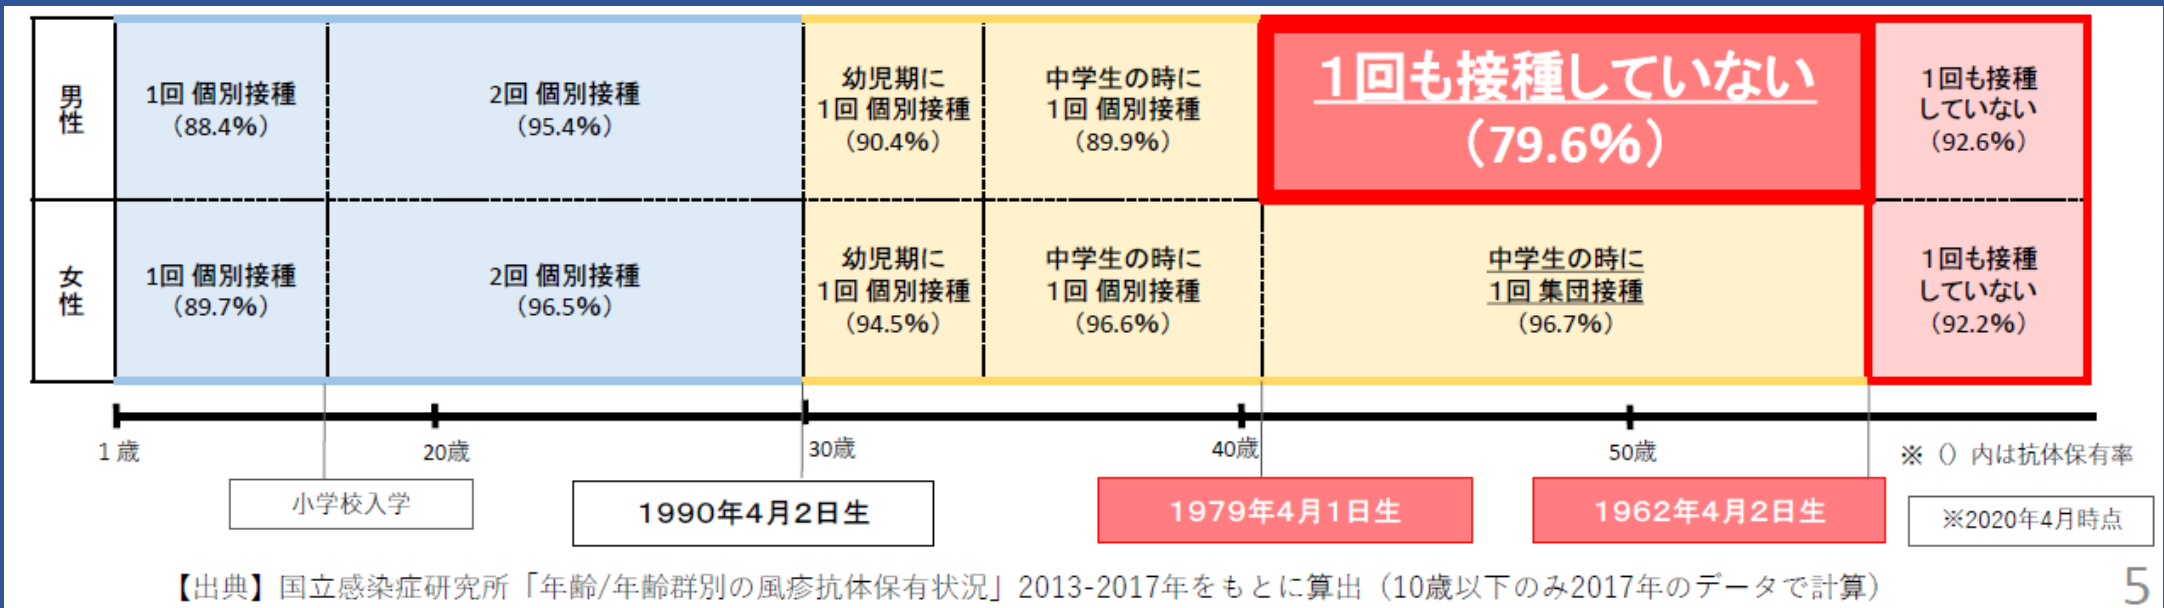 男性
1回 個別接種
（88.4%）
2回 個別接種
（95.4%）
幼児期に
1回 個別接種
（90.4%）
中学生の時に
1回 個別接種
（89.9%）
1回も接種していない
（79.6%）
1回も接種
していない
（92.6%）
女性
1回 個別接種
（89.7%）
2回 個別接種
（96.5%）
幼児期に
1回 個別接種
（94.5%）
中学生の時に
1回 個別接種
（96.6%）
中学生の時に
1回 集団接種
（96.7%）
1回も接種
していない
（92.2%）
1歳
20歳
30歳
40歳
50歳
※（）内は抗体保有率
小学校入学
1990年4月2日生
1979年4月1日生
1962年4月2日生
※2020年4月時点
【出典】国立感染症研究所「年齢/年齢群別の風疹抗体保有状況」2013-2017年をもとに算出（10歳以下のみ2017年のデータで計算）
5